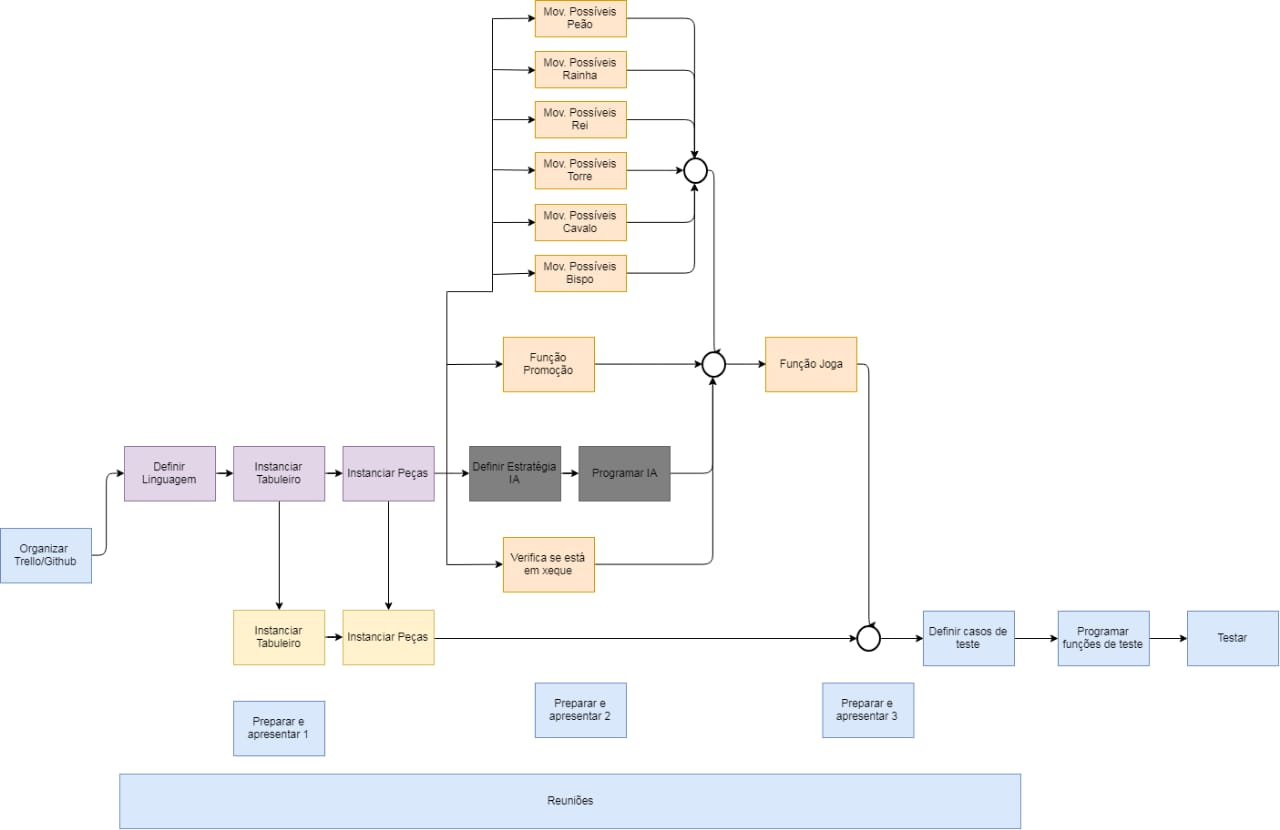 Mov. Possíveis
Peão
Mov. Possíveis
Rainha
Mov. Possíveis
Rei
Mov. Possíveis
Torre
Mov. Possíveis
Cavalo
Mov. Possíveis
Bispo
Função
Promoção
Função Joga
Definir
Linguagem
Instanciar
Tabuleiro
Instanciar Peças
Definir Estratégia
IA
Programar IA
Organizar
Trello/Github
Verifica se está
em xeque
Instanciar
Tabuleiro
Instanciar Peças
Definir casos de
teste
Programar
funções de teste
Testar
Preparar e
apresentar 1
Preparar e
apresentar 2
Preparar e
apresentar 3
Reuniões